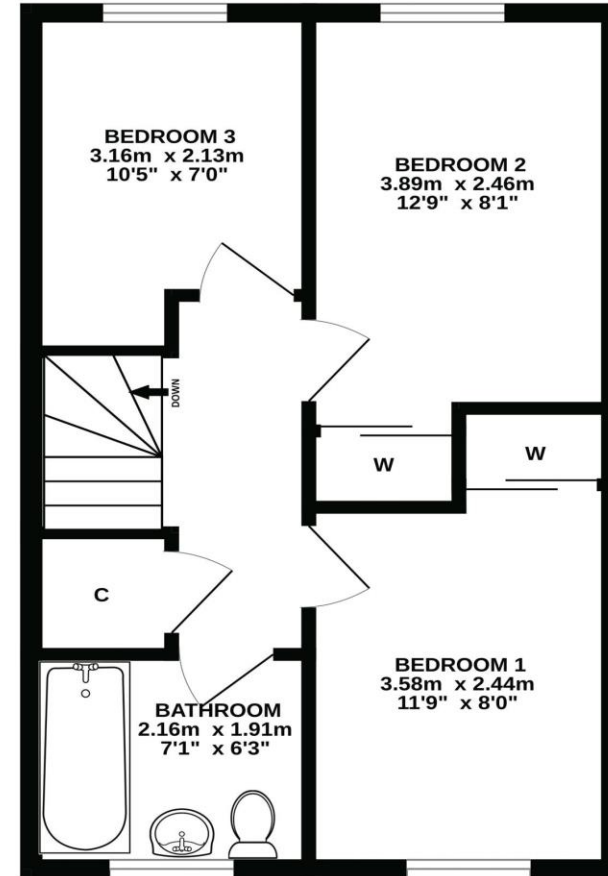 BEDROOM 3
3.16m x 2.13m
10'5" x 7'0"
BEDROOM 2
3.89m x 2.46m
12'9" x 8'1"
DOWN
W
W
C
BEDROOM 1
3.58m x 2.44m
11'9" x 8'0"
BATHROOM
2.16m x 1.91m
7'1" x 6'3"